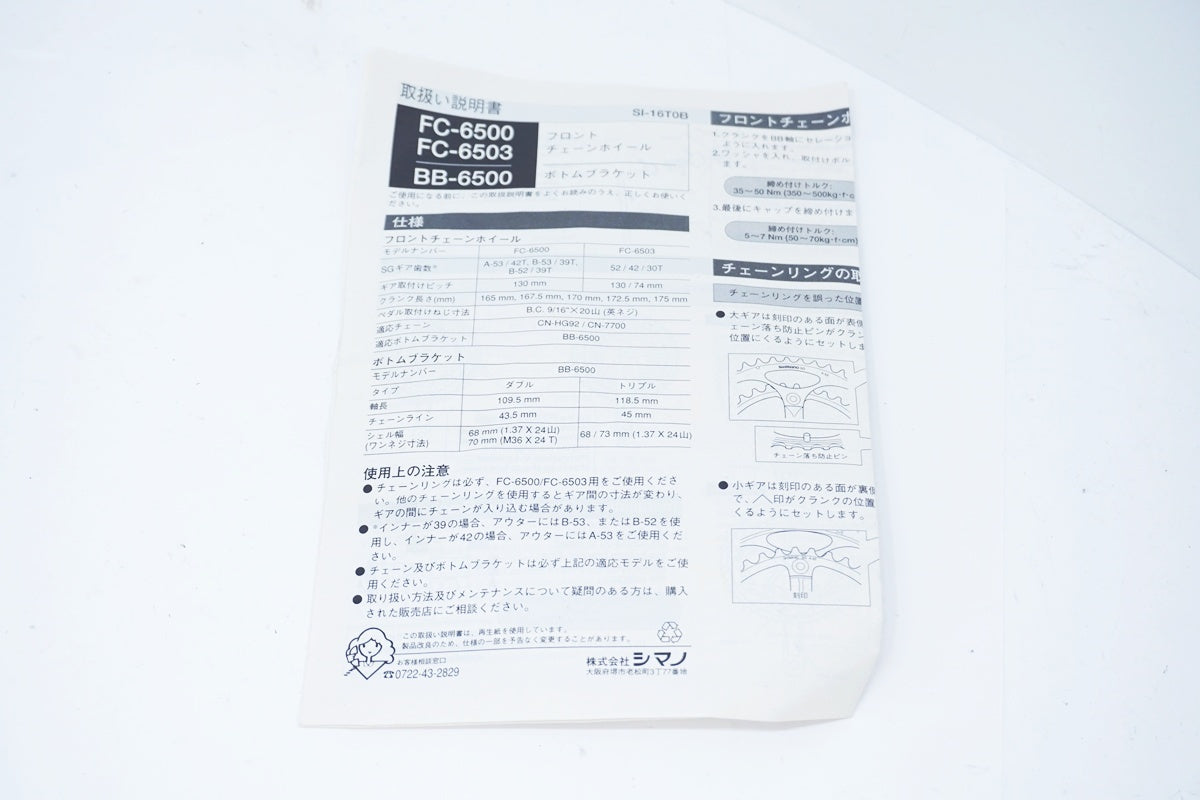 取扱い説明書
SI-16T0B
FC-6500
FC-6503
フロント
チェーンホイール
BB-6500
ボトムブラケット
ご使用になる前に、この取扱説明書をよくお読みのうえ、正しくお使いく
ださい。
仕様
フロントチェーンホイール
モデルナンバー FC-6500 FC-6503
SGギア歯数※ A-53 / 42T, B-53 / 39T, B-52 / 39T 52 / 42 / 30T
ギア取付けピッチ 130 mm 130 / 74 mm
クランク長さ(mm) 165 mm, 167.5 mm, 170 mm, 172.5 mm, 175 mm
ペダル取付けねじ寸法 B.C. 9/16"×20山 (英ネジ)
適応チェーン CN-HG92 / CN-7700
適応ボトムブラケット BB-6500
ボトムブラケット
モデルナンバー BB-6500
タイプ ダブル トリプル
軸長 109.5 mm 118.5 mm
チェーンライン 43.5 mm 45 mm
シェル幅 68 mm (1.37 X 24山) 68 / 73 mm (1.37 X 24山)
(ワンネジ寸法) 70 mm (M36 X 24 T)
使用上の注意
● チェーンリングは必ず、FC-6500/FC-6503用をご使用くださ
い。他のチェーンリングを使用するとギア間の寸法が変わり、
ギアの間にチェーンが入り込む場合があります。
● ※インナーが39の場合、アウターにはB-53、またはB-52を使
用し、インナーが42の場合、アウターにはA-53をご使用くだ
さい。
● チェーン及びボトムブラケットは必ず上記の適応モデルをご使
用ください。
● 取り扱い方法及びメンテナンスについて疑問のある方は、購入
された販売店にご相談ください。
この取扱い説明書は、再生紙を使用しています。
製品改良のため、仕様の一部を予告なく変更することがあります。
お客様相談窓口
☎0722-43-2829
株式会社 シマノ
大阪府堺市老松町3丁77番地
フロントチェーンホ
1.クランクをBB軸にセレーショ
ように入れます。
2.ワッシャを入れ、取付けボル
ます。
締め付けトルク:
35~50 Nm (350~500kg・f・c
3.最後にキャップを締め付けま
締め付けトルク:
5~7 Nm (50~70kg・f・cm)
チェーンリングの取
チェーンリングを誤った位置
● 大ギアは刻印のある面が表側
ェーン落ち防止ピンがクラン
位置にくるようにセットしま
チェーン落ち防止ピン
● 小ギアは刻印のある面が裏側
で、 印がクランクの位置
くるようにセットします。
刻印